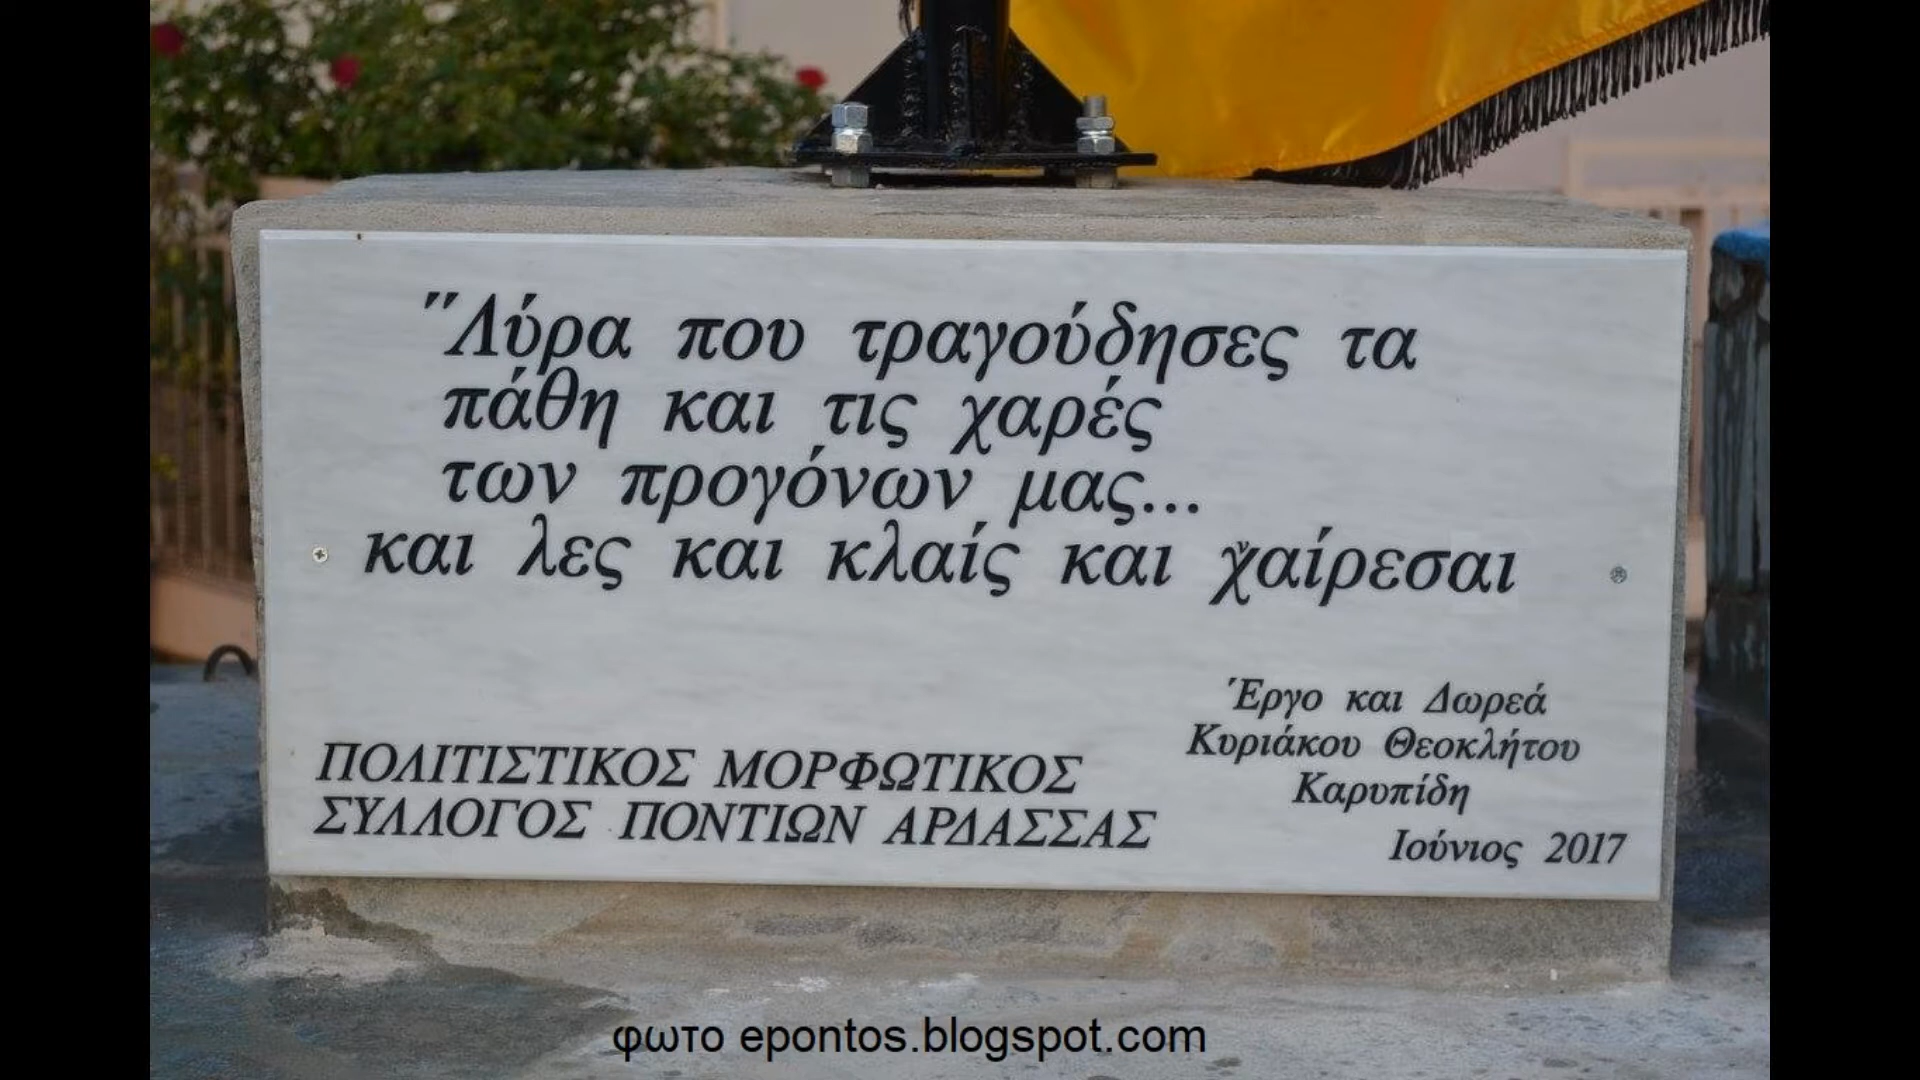 "Λύρα που τραγούδησες τα
πάθη και τις χαρές
των προγόνων μας...
και λες και κλαίς και χ̌αίρεσαι
Έργο και Δωρεά
Κυριάκου Θεοκλήτου
Καρυπίδη
Ιούνιος 2017
ΠΟΛΙΤΙΣΤΙΚΟΣ ΜΟΡΦΩΤΙΚΟΣ
ΣΥΛΛΟΓΟΣ ΠΟΝΤΙΩΝ ΑΡΔΑΣΣΑΣ
φωτο epontos.blogspot.com